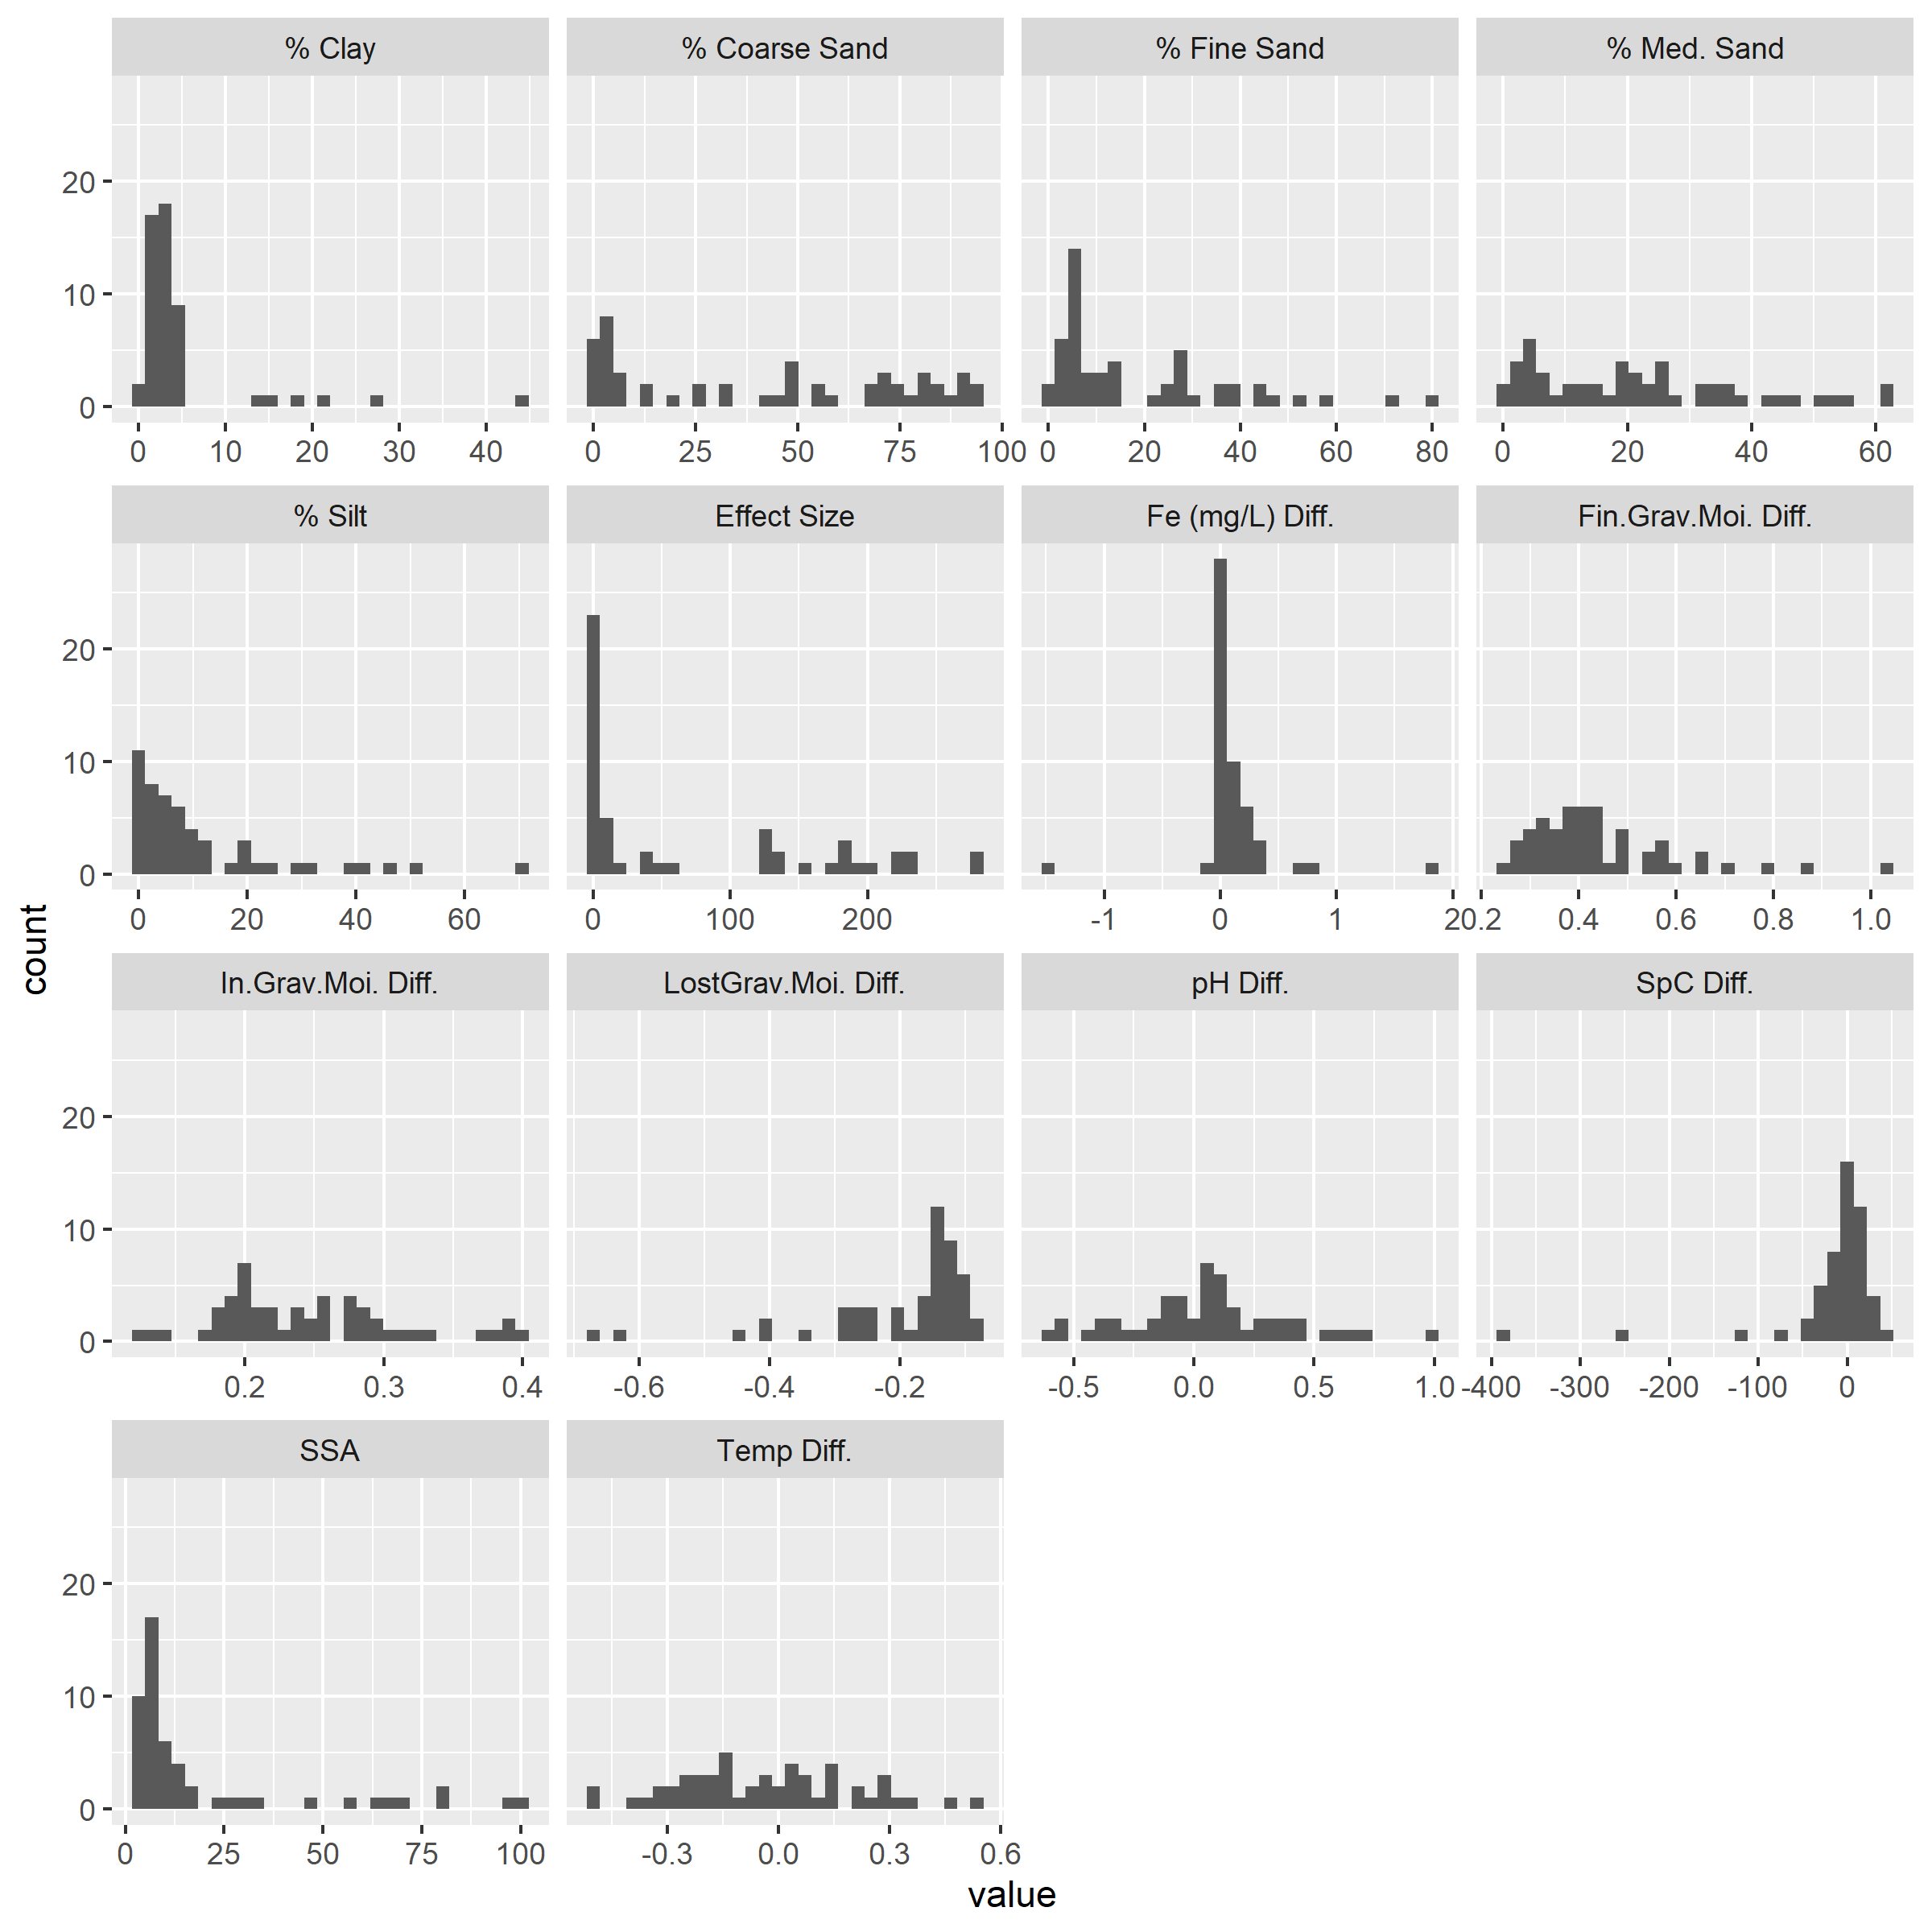 % Clay % Coarse Sand % Fine Sand % Med. Sand
20
10
0
0 10 20 30 40 0 25 50 75 100 0 20 40 60 80 0 20 40 60
% Silt Effect Size Fe (mg/L) Diff. Fin.Grav.Moi. Diff.
20
10
0
0 20 40 60 0 100 200 -1 0 1 2 0.2 0.4 0.6 0.8 1.0
count
In.Grav.Moi. Diff. LostGrav.Moi. Diff. pH Diff. SpC Diff.
20
10
0
0.2 0.3 0.4 -0.6 -0.4 -0.2 -0.5 0.0 0.5 1.0 -400 -300 -200 -100 0
SSA Temp Diff.
20
10
0
0 25 50 75 100 -0.3 0.0 0.3 0.6
value